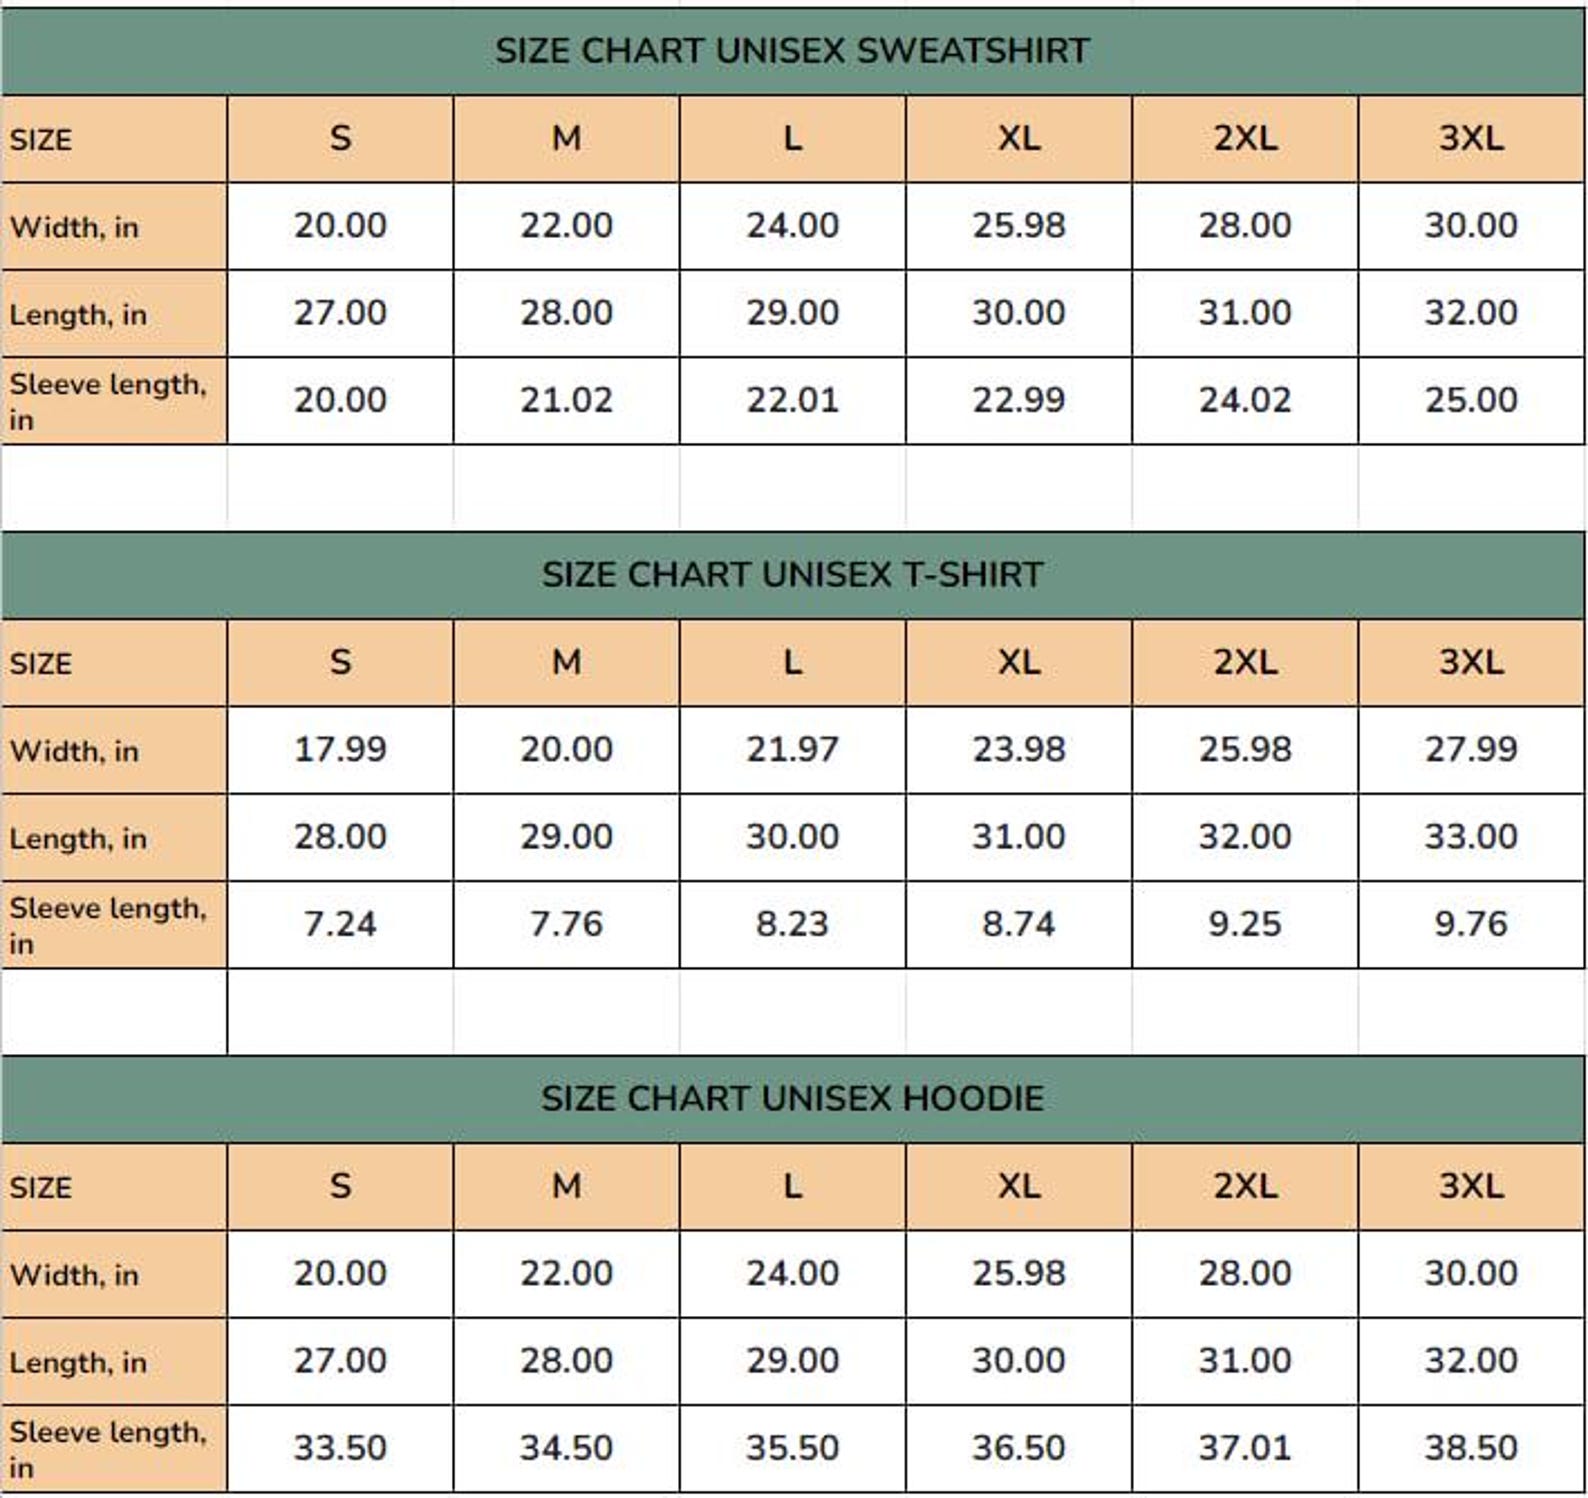 SIZE CHART UNISEX SWEATSHIRT
SIZE S M L XL 2XL 3XL
Width, in 20.00 22.00 24.00 25.98 28.00 30.00
Length, in 27.00 28.00 29.00 30.00 31.00 32.00
Sleeve length,
in 20.00 21.02 22.01 22.99 24.02 25.00
SIZE CHART UNISEX T-SHIRT
SIZE S M L XL 2XL 3XL
Width, in 17.99 20.00 21.97 23.98 25.98 27.99
Length, in 28.00 29.00 30.00 31.00 32.00 33.00
Sleeve length,
in 7.24 7.76 8.23 8.74 9.25 9.76
SIZE CHART UNISEX HOODIE
SIZE S M L XL 2XL 3XL
Width, in 20.00 22.00 24.00 25.98 28.00 30.00
Length, in 27.00 28.00 29.00 30.00 31.00 32.00
Sleeve length,
in 33.50 34.50 35.50 36.50 37.01 38.50